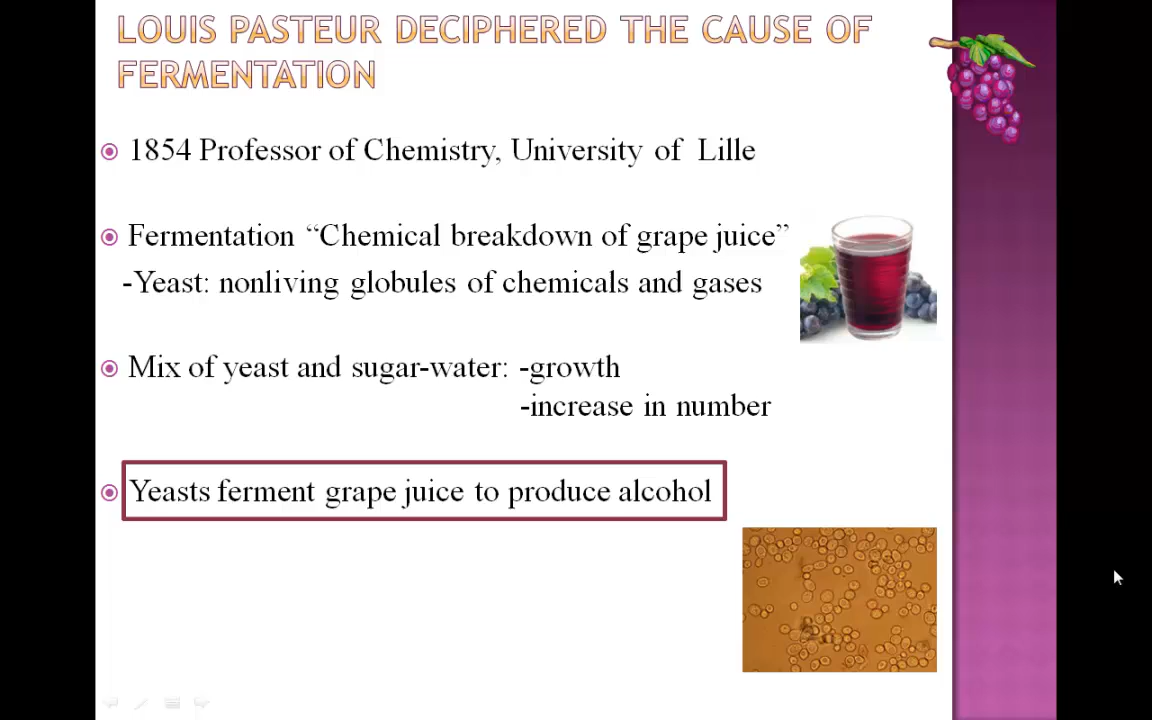 LOUIS PASTEUR DECIPHERED THE CAUSE OF
FERMENTATION
1854 Professor of Chemistry, University of Lille
Fermentation “Chemical breakdown of grape juice”
-Yeast: nonliving globules of chemicals and gases
Mix of yeast and sugar-water: -growth
-increase in number
Yeasts ferment grape juice to produce alcohol